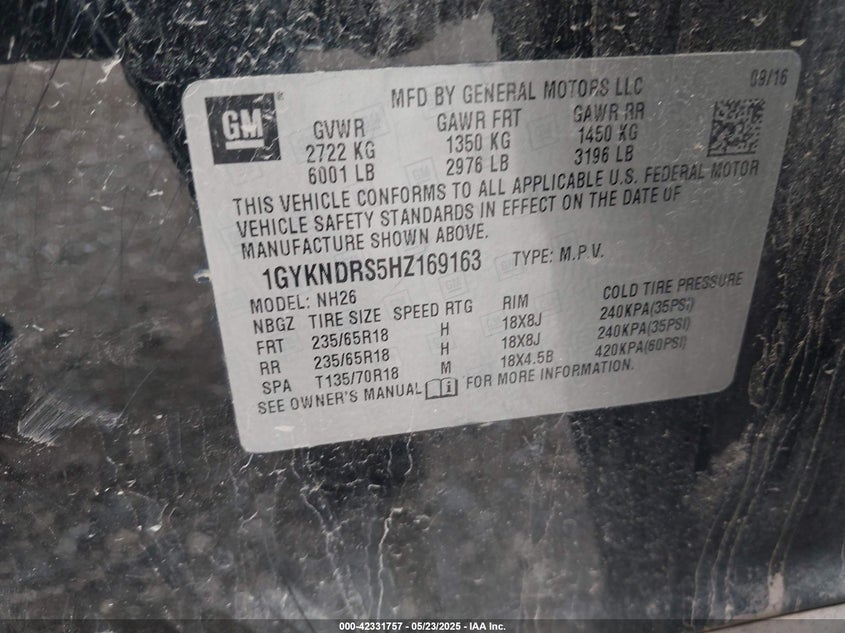 MFD BY GENERAL MOTORS LLC 09/16
GM
GVWR GAWR FRT GAWR RR
2722 KG 1350 KG 1450 KG
6001 LB 2976 LB 3196 LB
THIS VEHICLE CONFORMS TO ALL APPLICABLE U.S. FEDERAL MOTOR
VEHICLE SAFETY STANDARDS IN EFFECT ON THE DATE OF
MANUFACTURE SHOWN ABOVE.
1GYKNDRS5HZ169163 TYPE: M.P.V.
MODEL: NH26
NBGZ TIRE SIZE SPEED RTG RIM COLD TIRE PRESSURE
FRT 235/65R18 H 18X8J 240KPA(35PSI)
RR 235/65R18 H 18X8J 240KPA(35PSI)
SPA T135/70R18 M 18X4.5B 420KPA(60PSI)
SEE OWNER'S MANUAL FOR MORE INFORMATION.
000-42331757 - 05/23/2025 - IAA Inc.